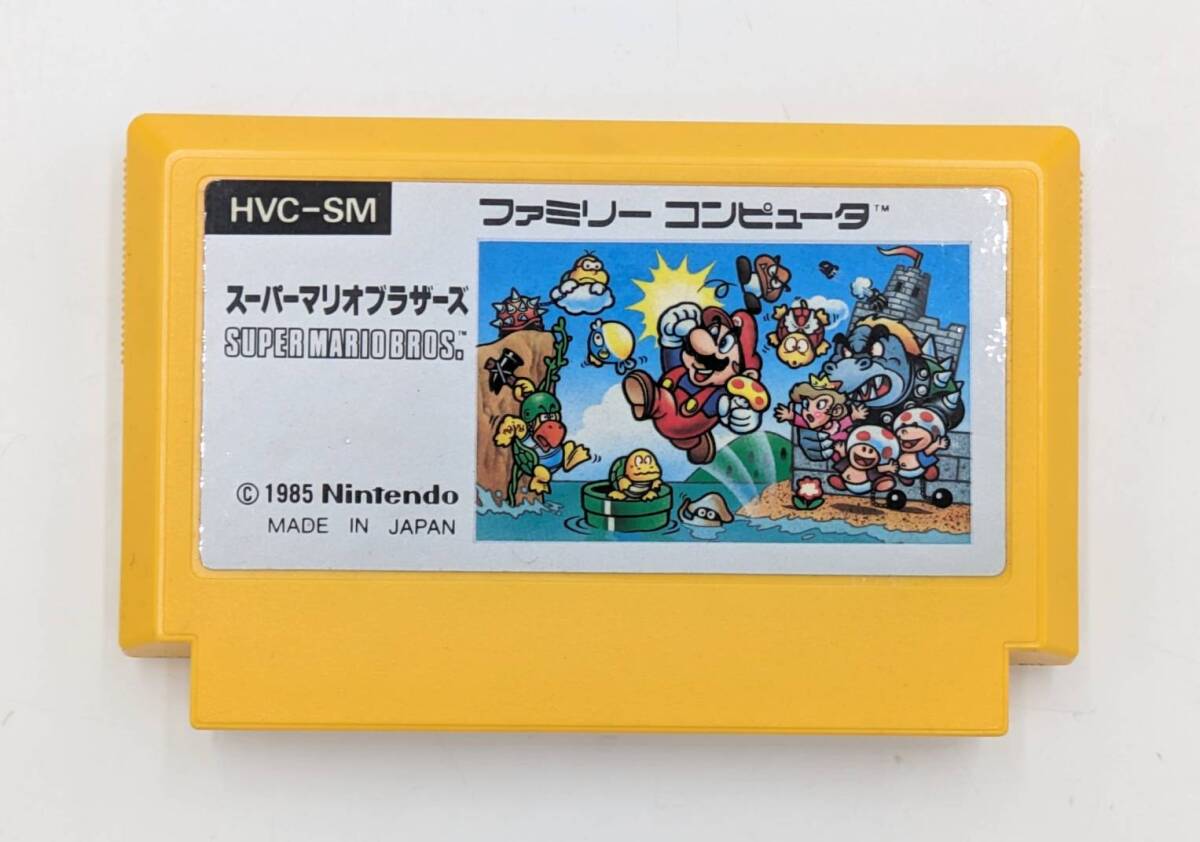 HVC-SM
ファミリー コンピュータ™
スーパーマリオブラザーズ
SUPER MARIO BROS.™
© 1985 Nintendo
MADE IN JAPAN